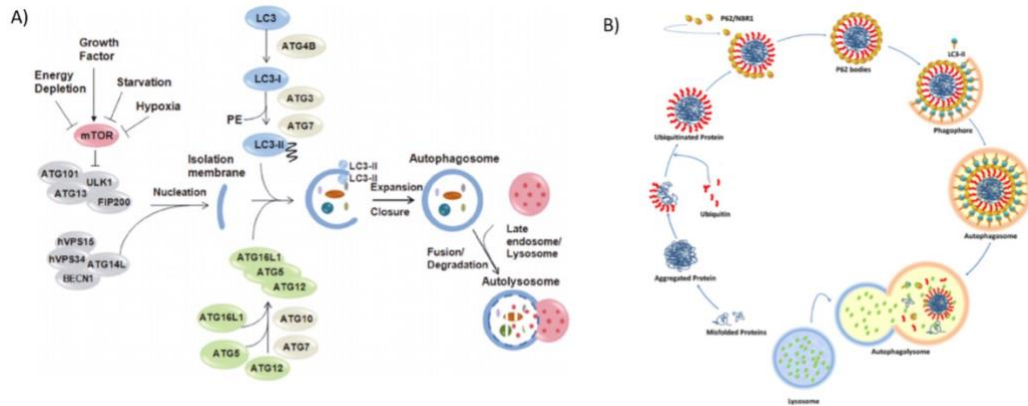 A)
Growth
Factor
Energy
Depletion
Starvation
Hypoxia
mTOR
ATG101
ULK1
ATG13
FIP200
hVPS15
hVPS34
ATG14L
BECN1
Nucleation
Isolation
membrane
LC3
ATG4B
LC3-I
ATG3
PE
ATG7
LC3-II
LC3-II
LC3-II
Expansion
Closure
Autophagosome
Late
endosome/
Lysosome
Fusion/
Degradation
Autolysosome
ATG16L1
ATG5
ATG12
ATG16L1
ATG10
ATG5
ATG7
ATG12
B)
P62/NBR1
P62 bodies
LC3-II
Phagophore
Ubiquitinated Protein
Ubiquitin
Autophagosome
Aggregated Protein
Misfolded Proteins
Autophagolysome
Lysosome